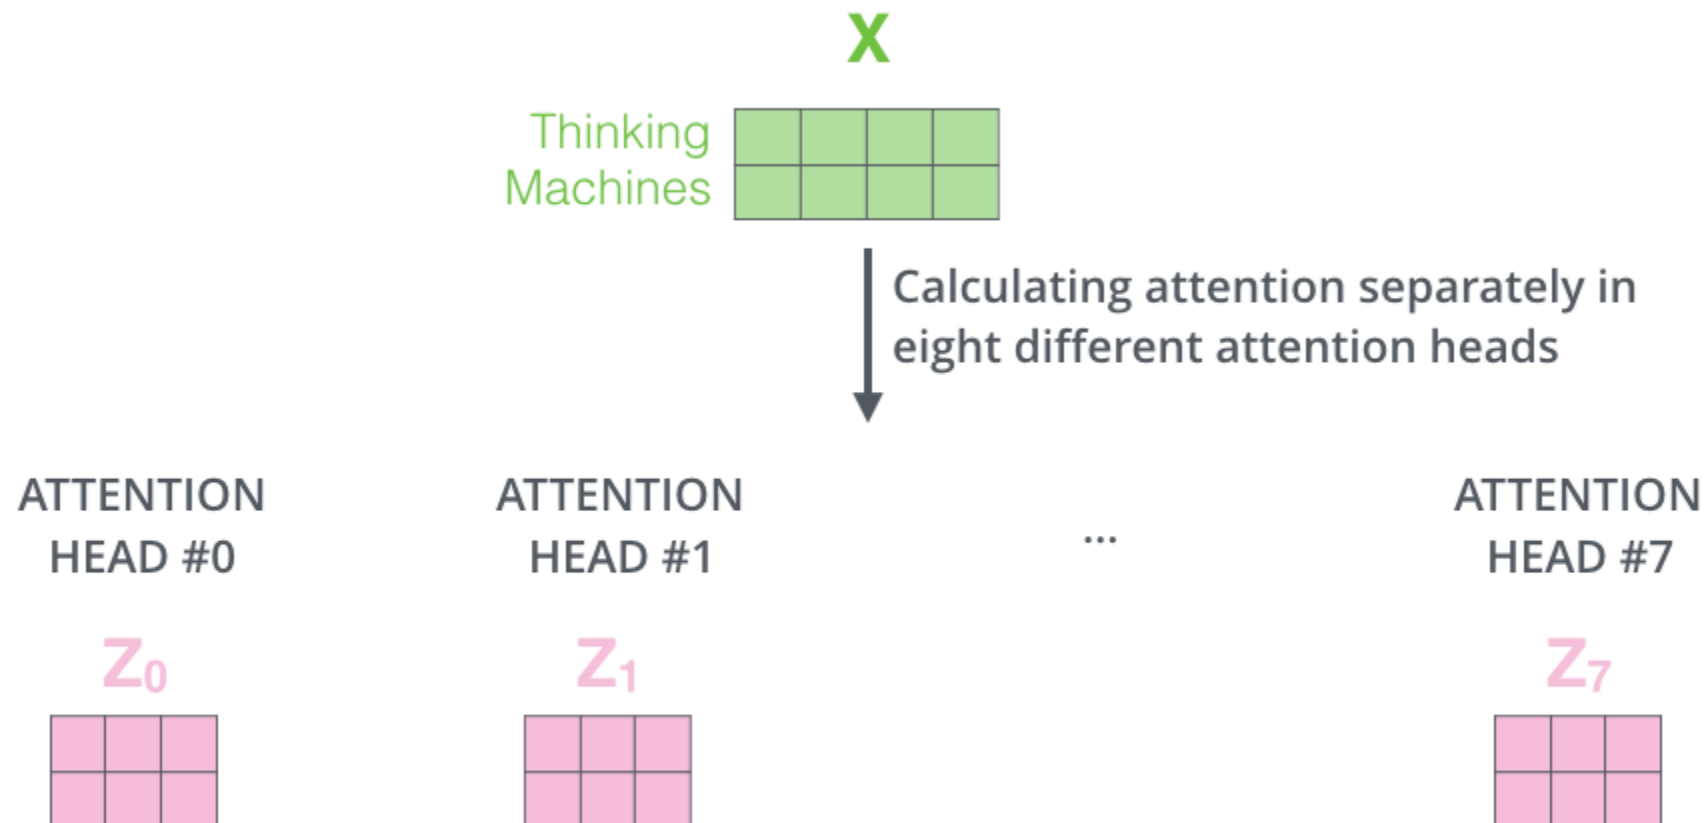 X
Thinking
Machines
Calculating attention separately in
eight different attention heads
ATTENTION
HEAD #0
ATTENTION
HEAD #1
...
ATTENTION
HEAD #7
Z0
Z1
Z7